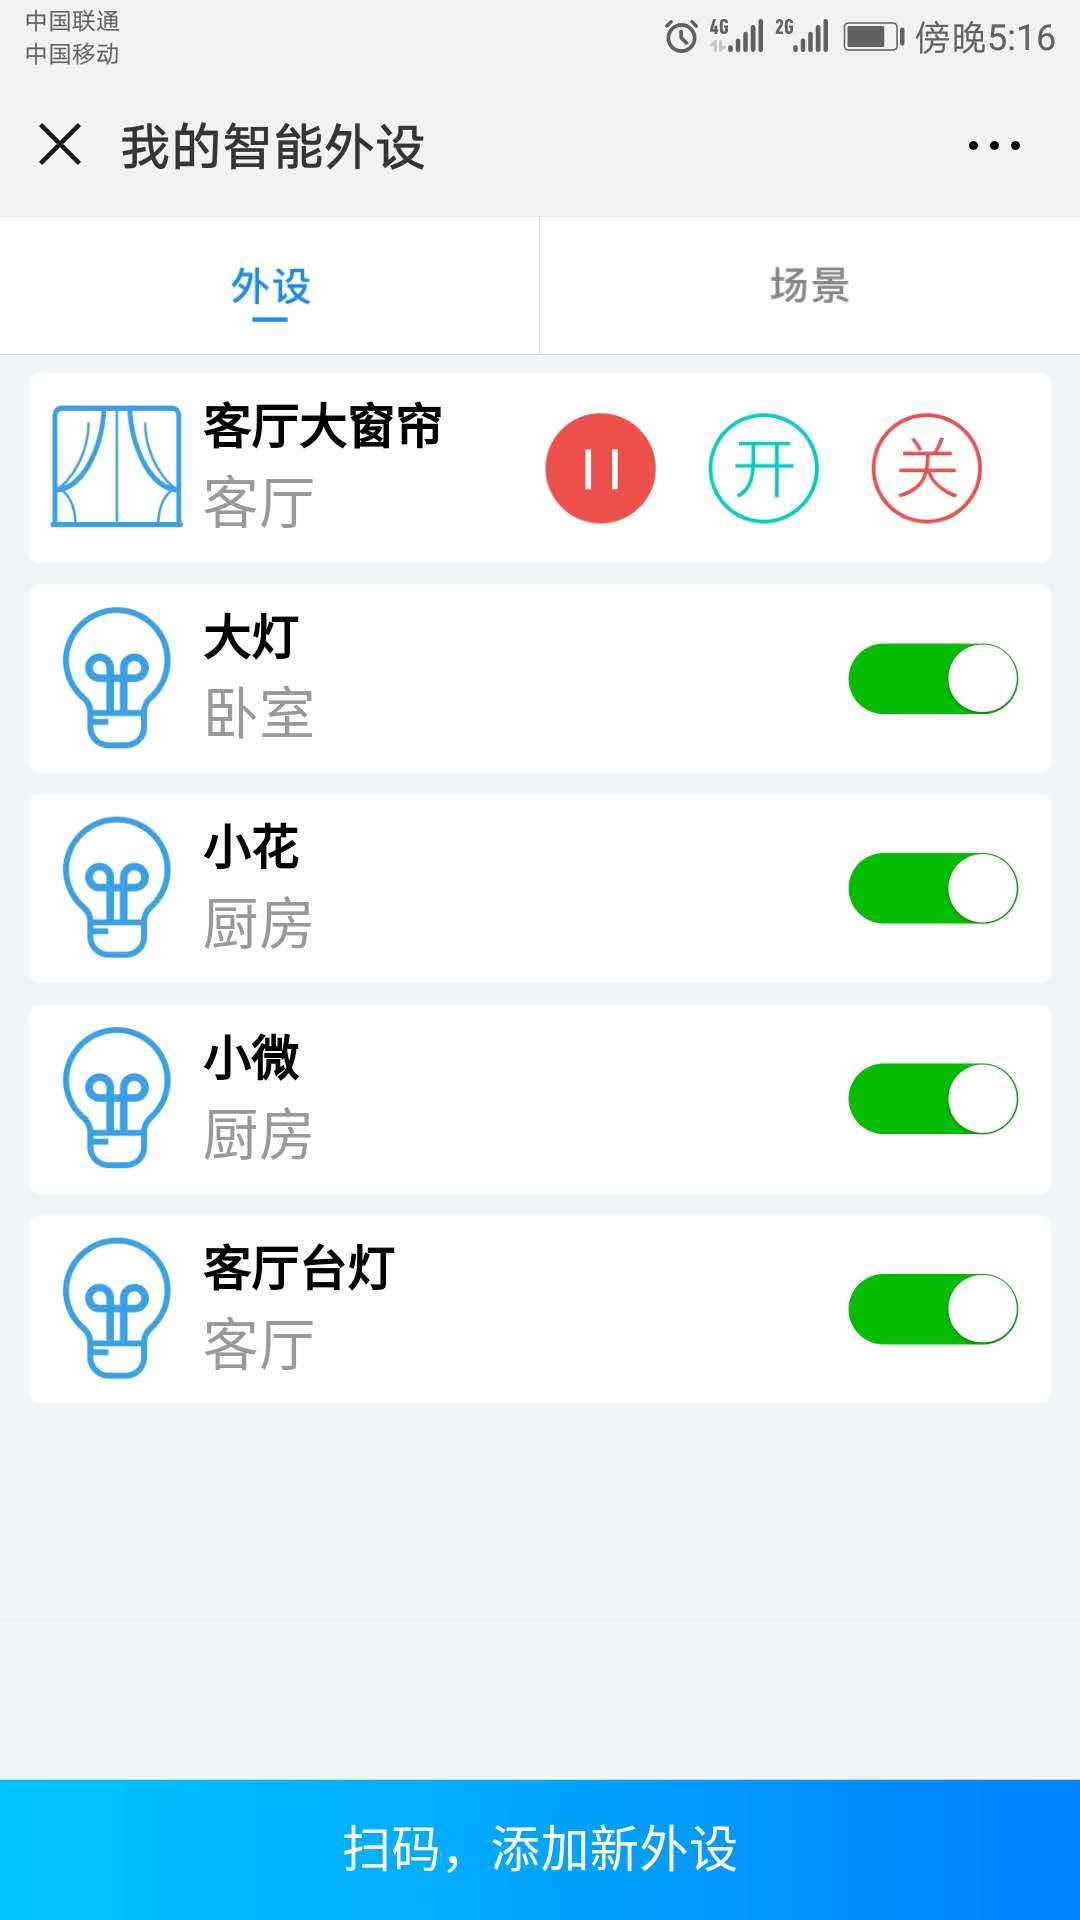 中国联通
中国移动
4G 2G 傍晚5:16
我的智能外设
外设 场景
客厅大窗帘
客厅
开 关
大灯
卧室
小花
厨房
小微
厨房
客厅台灯
客厅
扫码，添加新外设